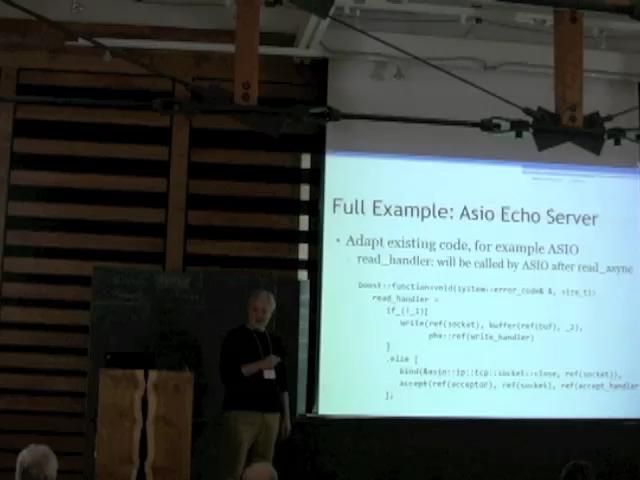 Full Example: Asio Echo Server
• Adapt existing code, for example ASIO
read_handler: will be called by ASIO after read_async
boost::function<void(system::error_code& &, size_t)>
read_handler =
if_(!_1)[
write(ref(socket), buffer(ref(buf), _2),
phx::ref(write_handler)
]
.else [
bind(&asio::ip::tcp::socket::close, ref(socket)),
accept(ref(acceptor), ref(socket), ref(accept_handler
];